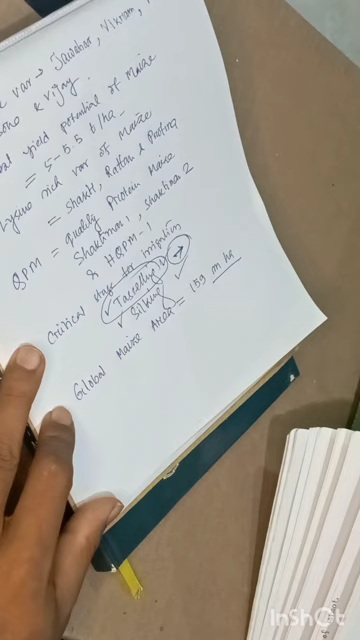 var → Jawahar, Vikram,
& Vijay.
yield potential of Maize
= 5-5.5 t/ha.
Lysine rich var of Maize
= Shakti, Rattan & Protina
QPM = Quality Protein Maize
Shaktiman 1, Shaktiman 2
& HQPM-1
Critical stage for irrigation
✓ Tasselling
✓ Silking
Global Maize Area = 159 m ha
InShOt